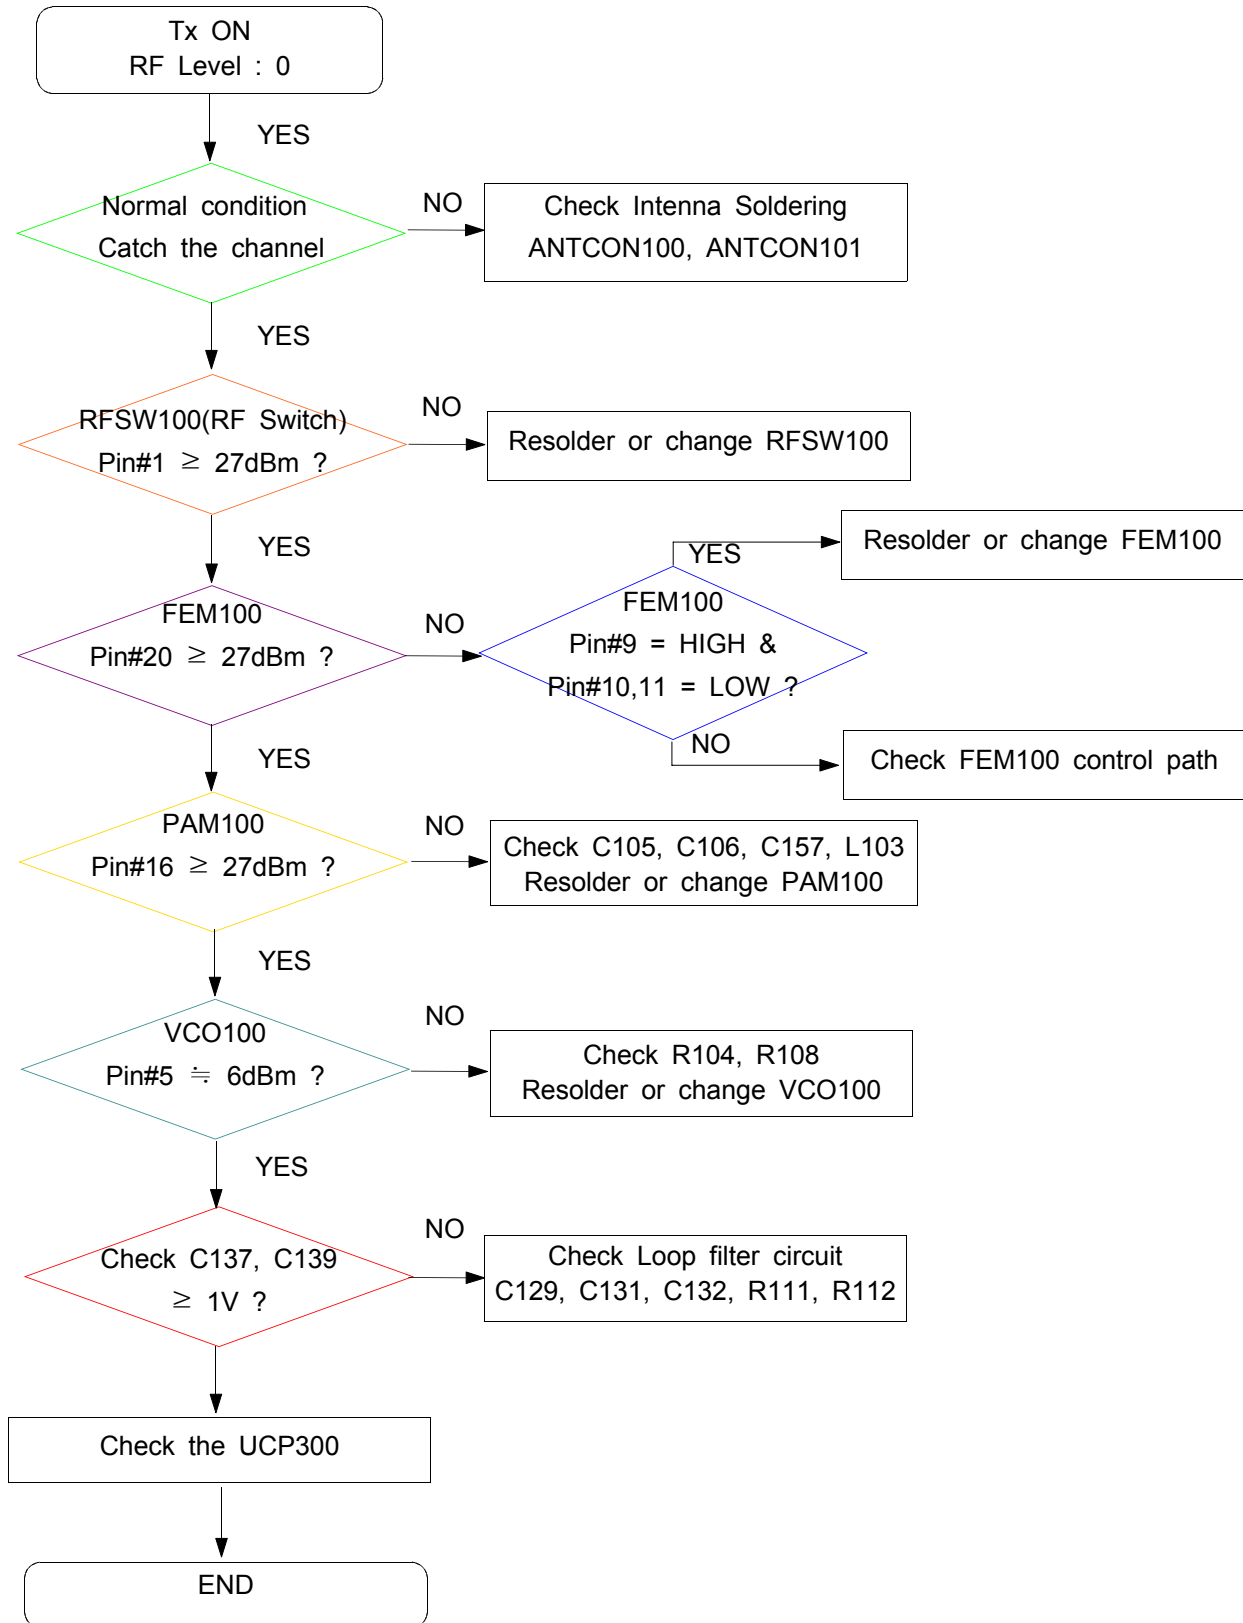 Tx ON
RF Level : 0
YES
Normal condition
Catch the channel
NO
Check Intenna Soldering
ANTCON100, ANTCON101
YES
RFSW100(RF Switch)
Pin#1 ≥ 27dBm ?
NO
Resolder or change RFSW100
YES
FEM100
Pin#20 ≥ 27dBm ?
NO
FEM100
Pin#9 = HIGH &
Pin#10,11 = LOW ?
YES
Resolder or change FEM100
NO
Check FEM100 control path
YES
PAM100
Pin#16 ≥ 27dBm ?
NO
Check C105, C106, C157, L103
Resolder or change PAM100
YES
VCO100
Pin#5 ≒ 6dBm ?
NO
Check R104, R108
Resolder or change VCO100
YES
Check C137, C139
≥ 1V ?
NO
Check Loop filter circuit
C129, C131, C132, R111, R112
Check the UCP300
END